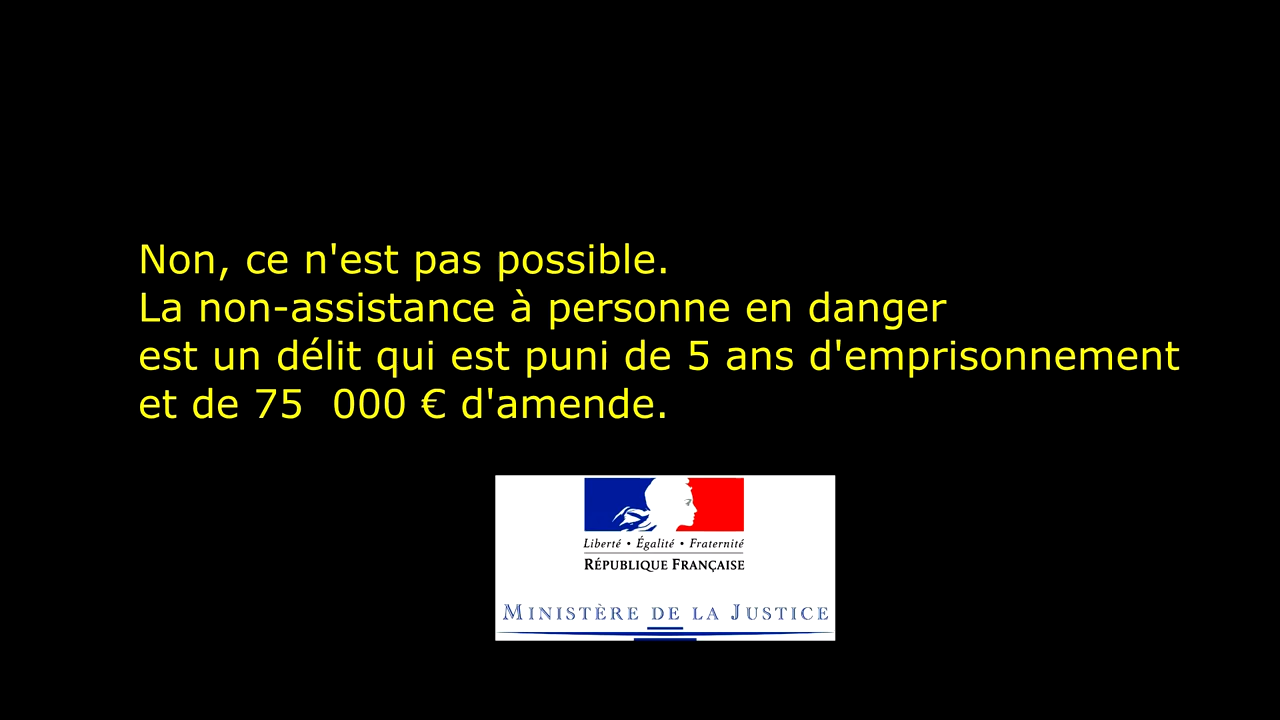 Non, ce n'est pas possible.
La non-assistance à personne en danger
est un délit qui est puni de 5 ans d'emprisonnement
et de 75  000 € d'amende.
Liberté • Égalité • Fraternité
RÉPUBLIQUE FRANÇAISE
MINISTÈRE DE LA JUSTICE